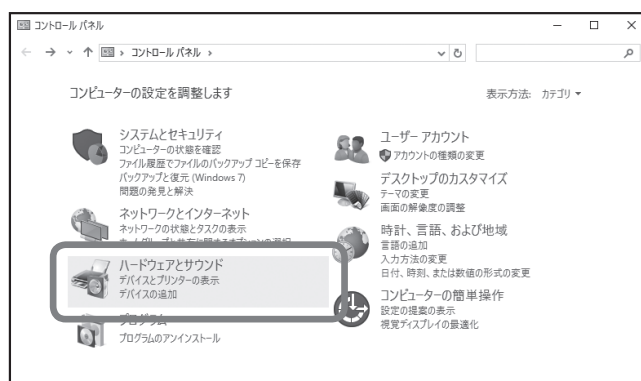 コントロール パネル
コントロール パネル
コンピューターの設定を調整します
表示方法: カテゴリ
システムとセキュリティ
コンピューターの状態を確認
ファイル履歴でファイルのバックアップ コピーを保存
バックアップと復元 (Windows 7)
問題の発見と解決
ネットワークとインターネット
ネットワークの状態とタスクの表示
ハードウェアとサウンド
デバイスとプリンターの表示
デバイスの追加
プログラム
プログラムのアンインストール
ユーザー アカウント
アカウントの種類の変更
デスクトップのカスタマイズ
テーマの変更
画面の解像度の調整
時計、言語、および地域
言語の追加
入力方法の変更
日付、時刻、または数値の形式の変更
コンピューターの簡単操作
設定の提案の表示
視覚ディスプレイの最適化